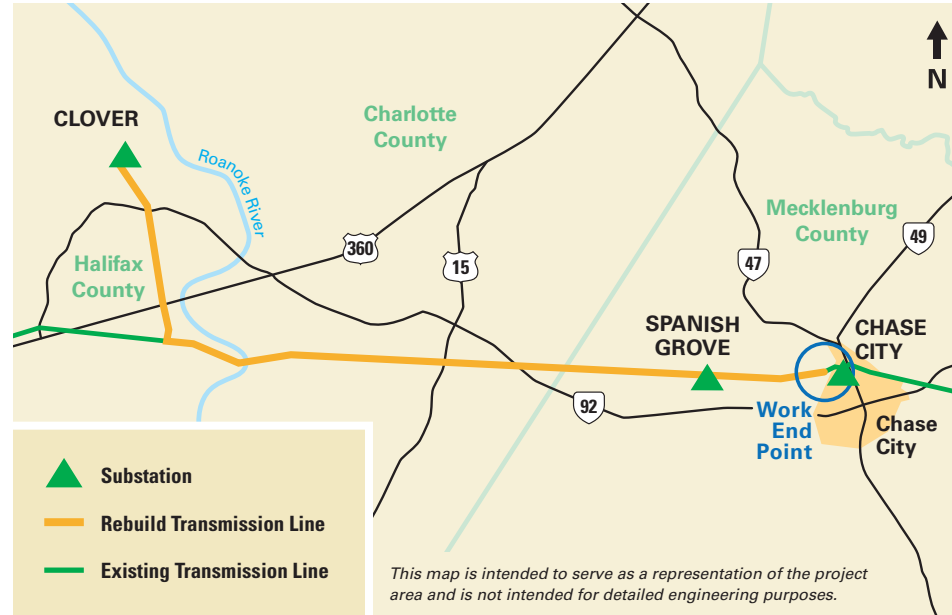 N
CLOVER
Charlotte
County
Roanoke River
Mecklenburg
County
49
360
47
15
Halifax
County
SPANISH
GROVE
CHASE
CITY
92
Work
End
Point
Chase
City
Substation
Rebuild Transmission Line
Existing Transmission Line
This map is intended to serve as a representation of the project
area and is not intended for detailed engineering purposes.